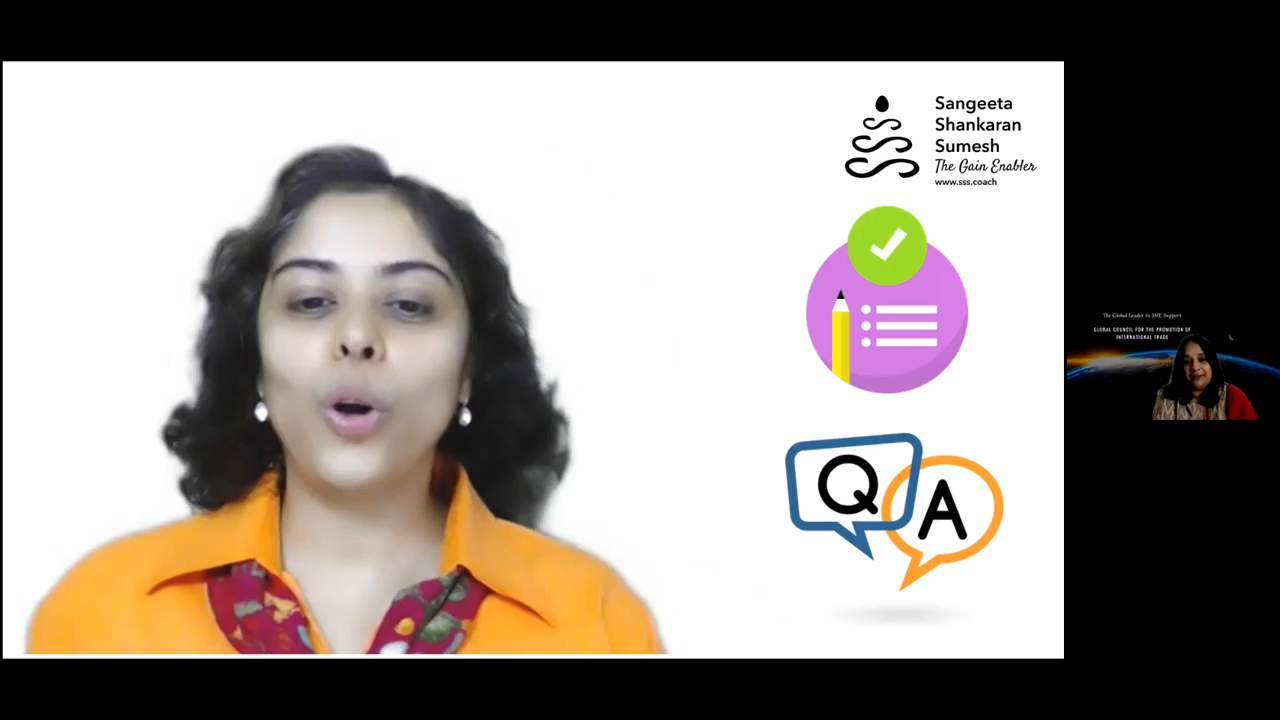 Sangeeta
Shankaran
Sumesh
The Gain Enabler
www.sss.coach
Q A
The Global Leader in SME Support
GLOBAL COUNCIL FOR THE PROMOTION OF
INTERNATIONAL TRADE